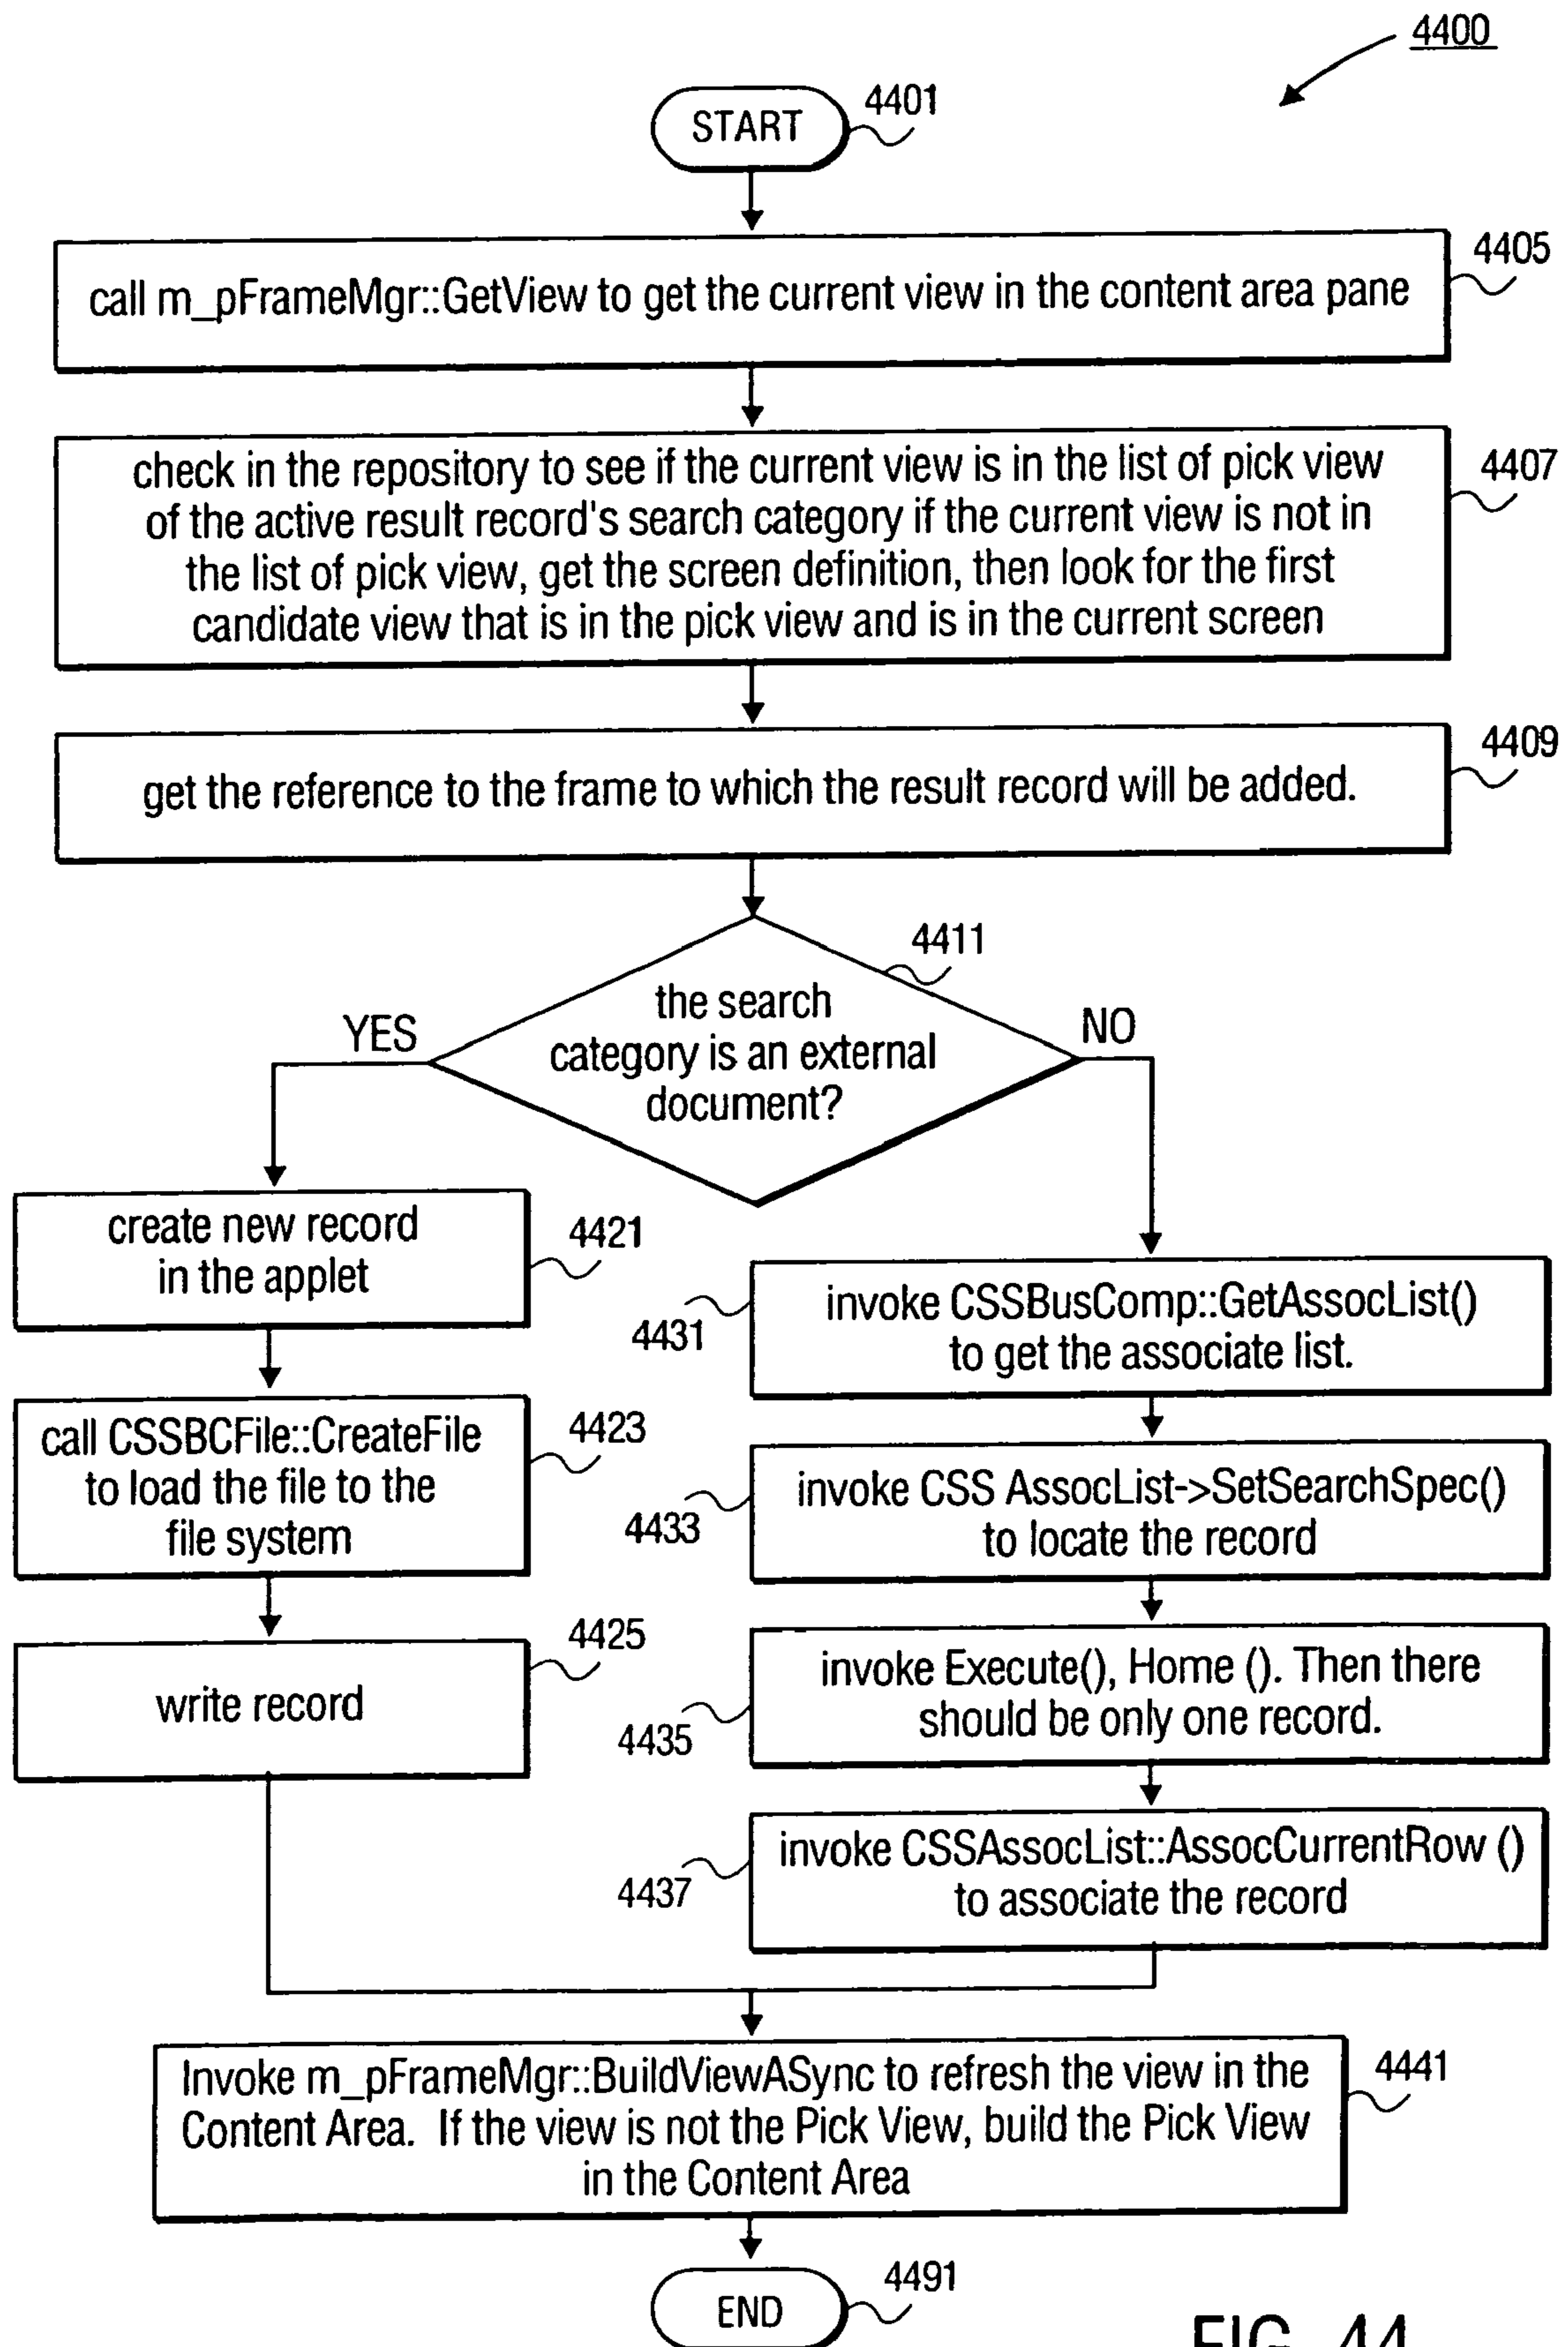 4400
START
4401
call m_pFrameMgr::GetView to get the current view in the content area pane
4405
check in the repository to see if the current view is in the list of pick view
of the active result record's search category if the current view is not in
the list of pick view, get the screen definition, then look for the first
candidate view that is in the pick view and is in the current screen
4407
get the reference to the frame to which the result record will be added.
4409
4411
the search
category is an external
document?
YES
NO
create new record
in the applet
4421
call CSSBCFile::CreateFile
to load the file to the
file system
4423
write record
4425
invoke CSSBusComp::GetAssocList()
to get the associate list.
4431
invoke CSS AssocList->SetSearchSpec()
to locate the record
4433
invoke Execute(), Home (). Then there
should be only one record.
4435
invoke CSSAssocList::AssocCurrentRow ()
to associate the record
4437
Invoke m_pFrameMgr::BuildViewASync to refresh the view in the
Content Area. If the view is not the Pick View, build the Pick View
in the Content Area
4441
END
4491
FIG. 44